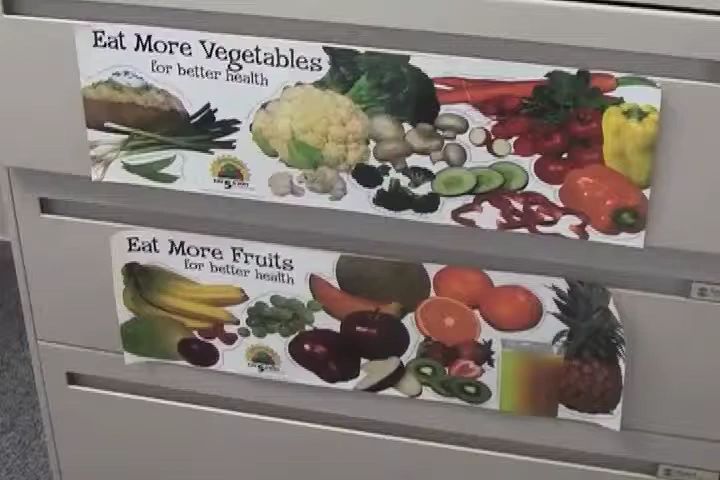 Eat More Vegetables
for better health
Eat More Fruits
for better health